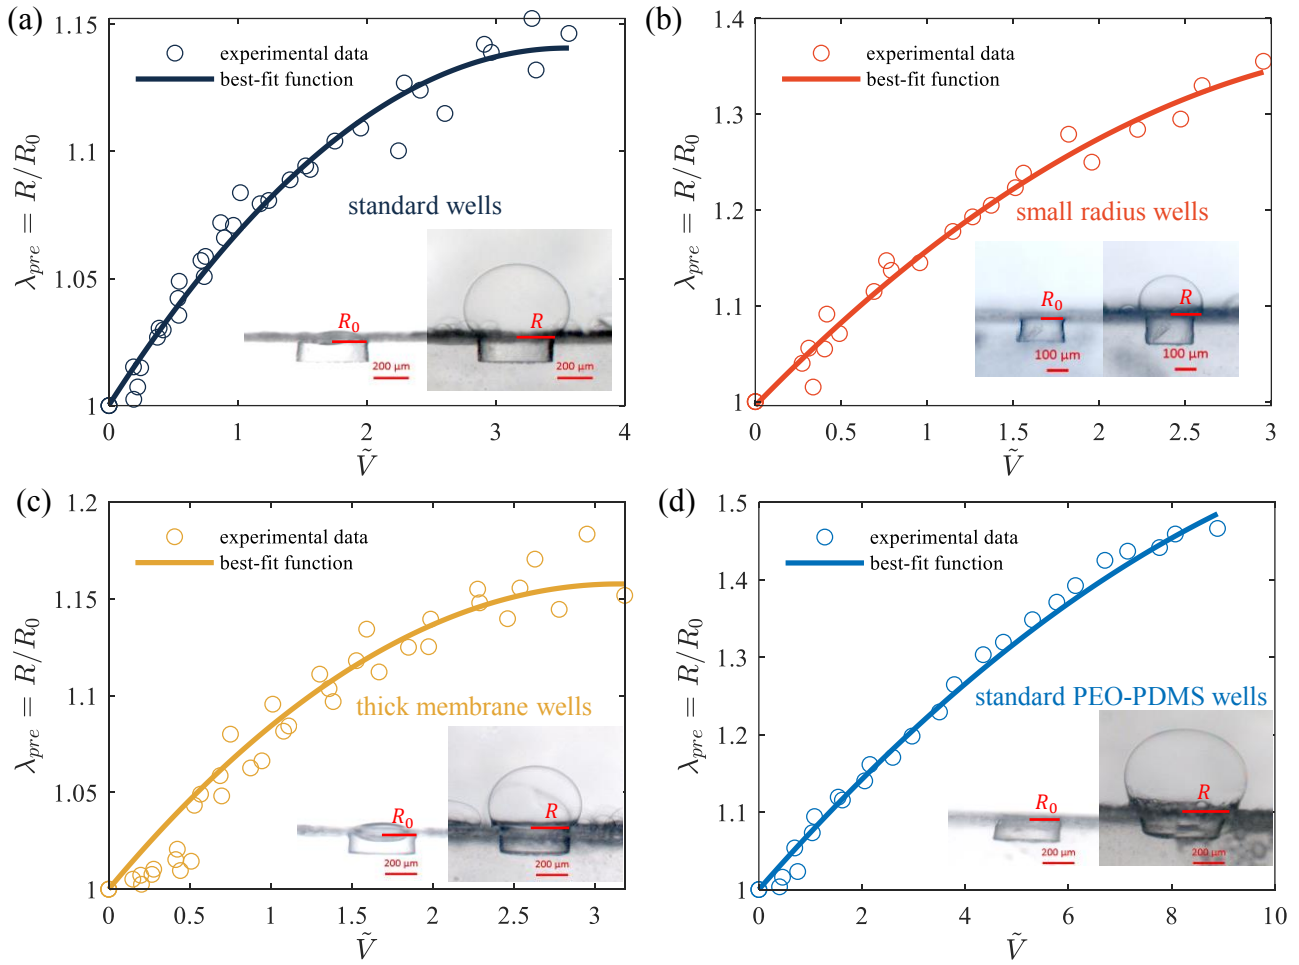 (a)
1.15
1.1
1.05
1
λpre = R/R0
experimental data
best-fit function
standard wells
R0
200 μm
R
200 μm
0 1 2 3 4
Ṽ
(b)
1.4
1.3
1.2
1.1
1
λpre = R/R0
experimental data
best-fit function
small radius wells
R0
100 μm
R
100 μm
0 0.5 1 1.5 2 2.5 3
Ṽ
(c)
1.2
1.15
1.1
1.05
1
λpre = R/R0
experimental data
best-fit function
thick membrane wells
R0
200 μm
R
200 μm
0 0.5 1 1.5 2 2.5 3
Ṽ
(d)
1.5
1.4
1.3
1.2
1.1
1
λpre = R/R0
experimental data
best-fit function
standard PEO-PDMS wells
R0
200 μm
R
200 μm
0 2 4 6 8 10
Ṽ